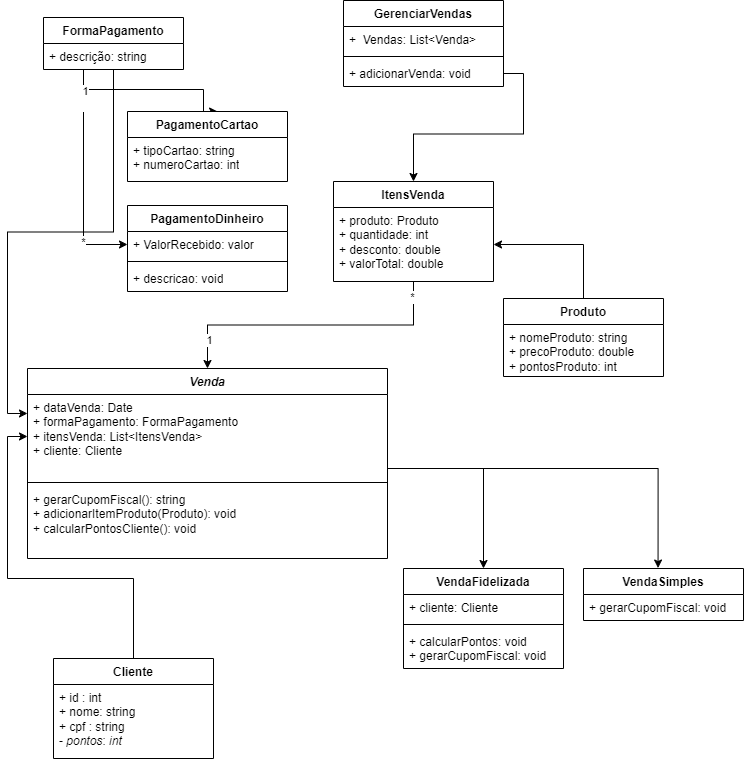 FormaPagamento
+ descrição: string
1
*
PagamentoCartao
+ tipoCartao: string
+ numeroCartao: int
PagamentoDinheiro
+ ValorRecebido: valor
+ descricao: void
GerenciarVendas
+ Vendas: List<Venda>
+ adicionarVenda: void
ItensVenda
+ produto: Produto
+ quantidade: int
+ desconto: double
+ valorTotal: double
*
1
Produto
+ nomeProduto: string
+ precoProduto: double
+ pontosProduto: int
Venda
+ dataVenda: Date
+ formaPagamento: FormaPagamento
+ itensVenda: List<ItensVenda>
+ cliente: Cliente
+ gerarCupomFiscal(): string
+ adicionarItemProduto(Produto): void
+ calcularPontosCliente(): void
VendaFidelizada
+ cliente: Cliente
+ calcularPontos: void
+ gerarCupomFiscal: void
VendaSimples
+ gerarCupomFiscal: void
Cliente
+ id : int
+ nome: string
+ cpf : string
- pontos: int